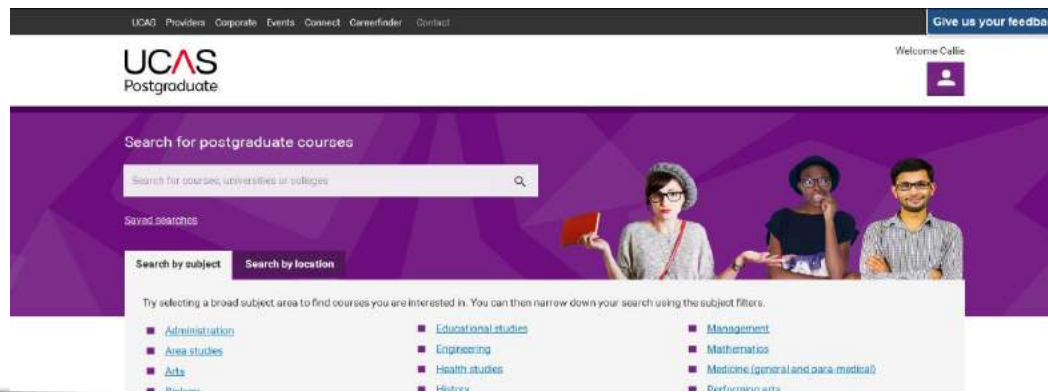 UCAS Providers Corporate Events Connect Careerfinder Contact
Give us your feedba
Welcome Callie
UCAS
Postgraduate
Search for postgraduate courses
Search for courses, universities or colleges
Saved searches
Search by subject Search by location
Try selecting a broad subject area to find courses you are interested in. You can then narrow down your search using the subject filters.
Administration Educational studies Management
Area studies Engineering Mathematics
Arts Health studies Medicine (general and para-medical)
History Performing arts